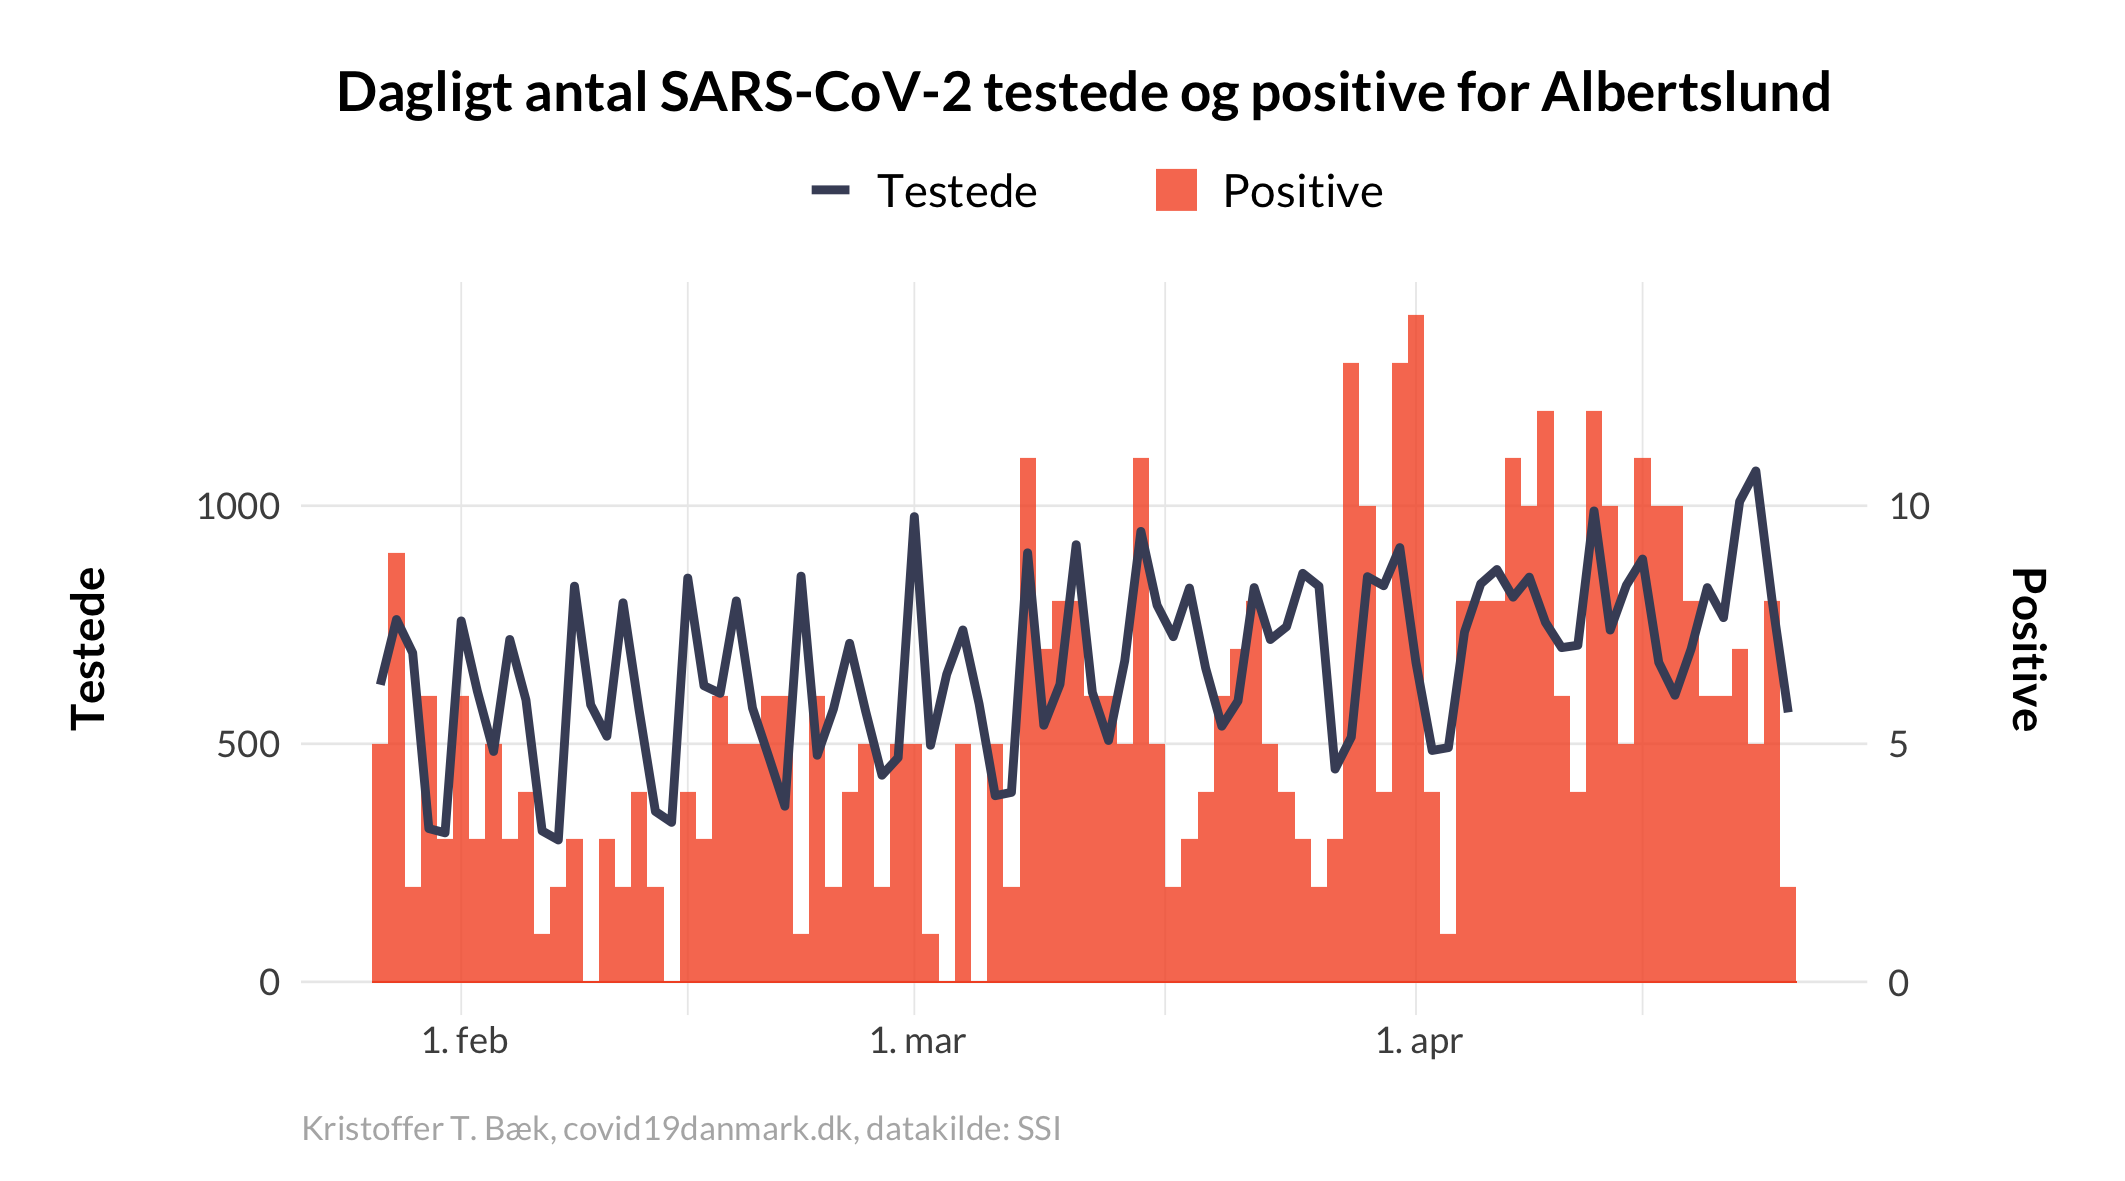 Dagligt antal SARS-CoV-2 testede og positive for Albertslund
Testede
Positive
1000
500
0
Testede
10
5
0
Positive
1. feb
1. mar
1. apr
Kristoffer T. Bæk, covid19danmark.dk, datakilde: SSI